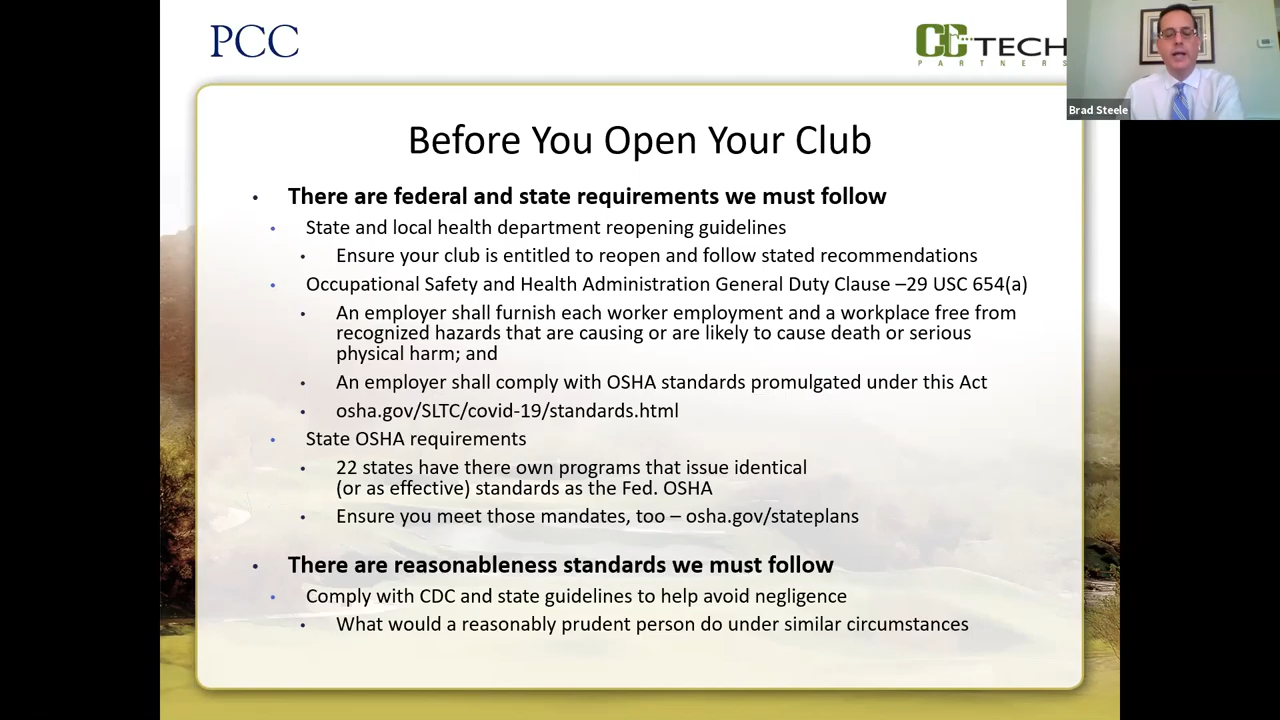 PCC
CC TECH
PARTNERS
Brad Steele
Before You Open Your Club
• There are federal and state requirements we must follow
• State and local health department reopening guidelines
• Ensure your club is entitled to reopen and follow stated recommendations
• Occupational Safety and Health Administration General Duty Clause –29 USC 654(a)
• An employer shall furnish each worker employment and a workplace free from
recognized hazards that are causing or are likely to cause death or serious
physical harm; and
• An employer shall comply with OSHA standards promulgated under this Act
• osha.gov/SLTC/covid-19/standards.html
• State OSHA requirements
• 22 states have there own programs that issue identical
(or as effective) standards as the Fed. OSHA
• Ensure you meet those mandates, too – osha.gov/stateplans
• There are reasonableness standards we must follow
• Comply with CDC and state guidelines to help avoid negligence
• What would a reasonably prudent person do under similar circumstances